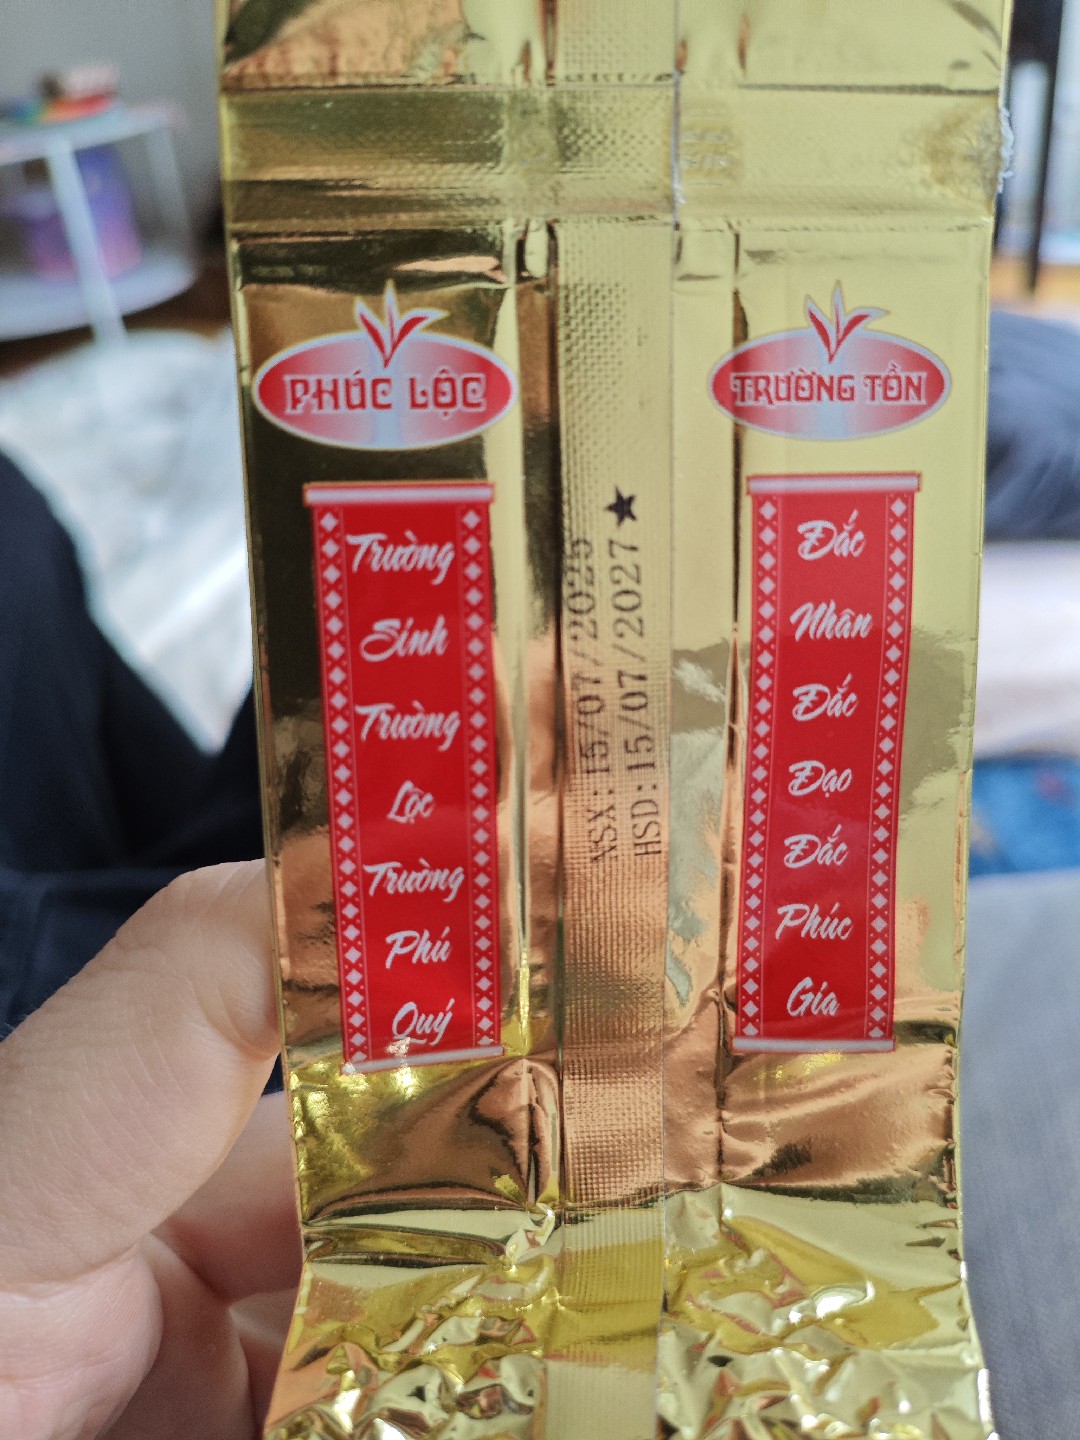 PHÚC LỘC
Trường
Sinh
Trường
Lộc
Trường
Phú
Quý
NSX:15/07/2025
HSD:15/07/2027★
TRƯỜNG TỒN
Đắc
Nhân
Đắc
Đạo
Đắc
Phúc
Gia